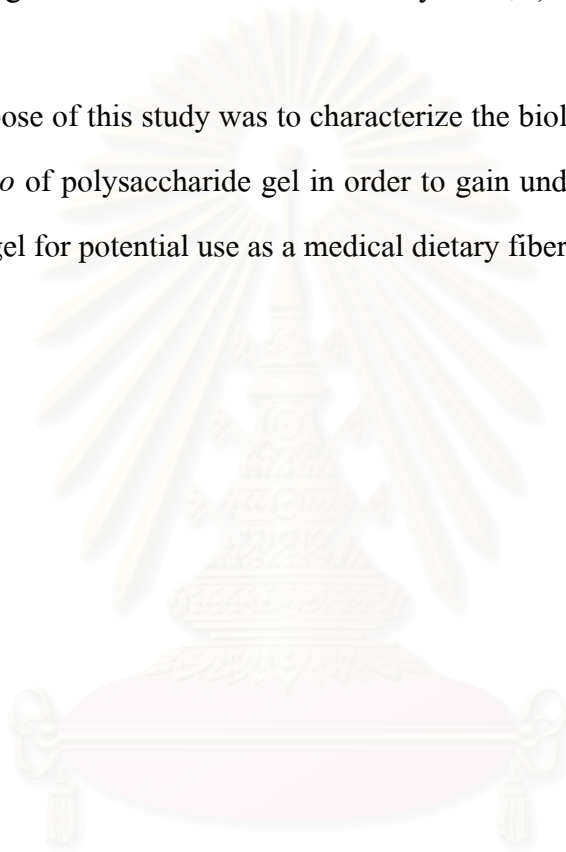 ose of this study was to characterize the biol
o of polysaccharide gel in order to gain und
gel for potential use as a medical dietary fiber